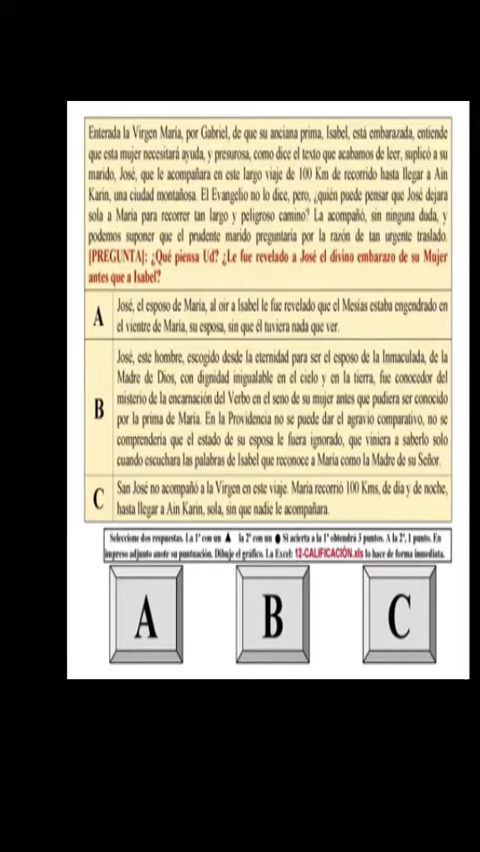 Enterada la Virgen María, por Gabriel, de que su anciana prima, Isabel, está embarazada, entiende
que esta mujer necesitará ayuda, y presurosa, como dice el texto que acabamos de leer, suplicó a su
marido, José, que le acompañara en este largo viaje de 100 Km de recorrido hasta llegar a Ain
Karin, una ciudad montañosa. El Evangelio no lo dice, pero, ¿quién puede pensar que José dejara
sola a María para recorrer tan largo y peligroso camino? La acompañó, sin ninguna duda, y
podemos suponer que el prudente marido preguntaría por la razón de tan urgente traslado.
[PREGUNTA]: ¿Qué piensa Ud? ¿Le fue revelado a José el divino embarazo de su Mujer
antes que a Isabel?
A
José, el esposo de María, al oir a Isabel le fue revelado que el Mesías estaba engendrado en
el vientre de María, su esposa, sin que él tuviera nada que ver.
B
José, este hombre, escogido desde la eternidad para ser el esposo de la Inmaculada, de la
Madre de Dios, con dignidad inigualable en el cielo y en la tierra, fue conocedor del
misterio de la encarnación del Verbo en el seno de su mujer antes que pudiera ser conocido
por la prima de María. En la Providencia no se puede dar el agravio comparativo, no se
comprendería que el estado de su esposa le fuera ignorado, que viniera a saberlo solo
cuando escuchara las palabras de Isabel que reconoce a María como la Madre de su Señor.
C
San José no acompañó a la Virgen en este viaje. María recorrió 100 Kms, de día y de noche,
hasta llegar a Ain Karin, sola, sin que nadie le acompañara.
Seleccione dos respuestas. La 1ª con un ▲ la 2ª con un ● Si acierta a la 1ª obtendrá 3 puntos. A la 2ª, 1 punto. En
impreso adjunto anote su puntuación. Dibuje el gráfico. La Excel: 12-CALIFICACIÓN.xls lo hace de forma inmediata.
A B C